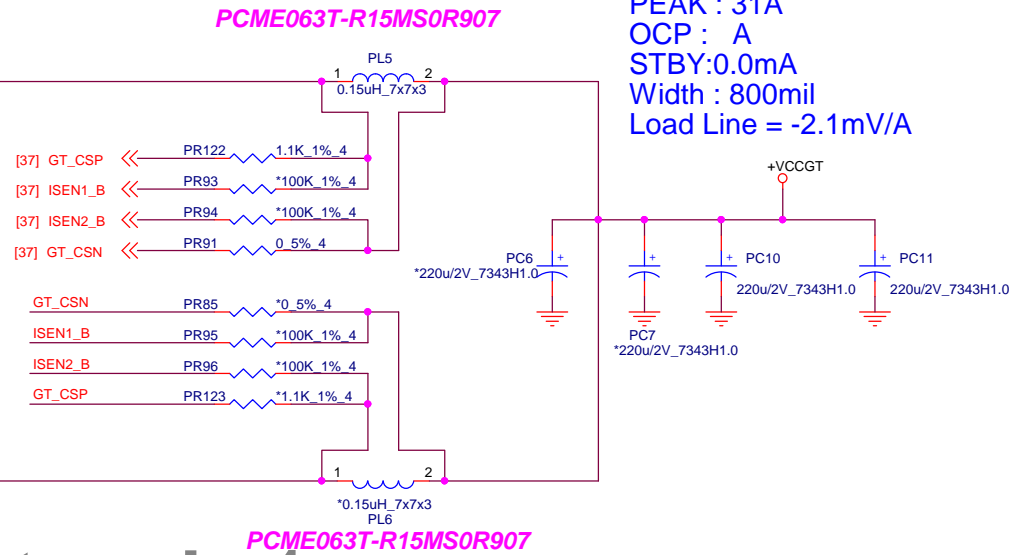 PCME063T-R15MS0R907
PEAK : 31A
OCP : A
STBY:0.0mA
Width : 800mil
Load Line = -2.1mV/A
PL5
1 2
0.15uH_7x7x3
[37] GT_CSP PR122 1.1K_1%_4
[37] ISEN1_B PR93 *100K_1%_4
[37] ISEN2_B PR94 *100K_1%_4
[37] GT_CSN PR91 0_5%_4
+VCCGT
PC6
*220u/2V_7343H1.0
+ + + +
PC10
220u/2V_7343H1.0
PC11
220u/2V_7343H1.0
PC7
*220u/2V_7343H1.0
GT_CSN PR85 *0_5%_4
ISEN1_B PR95 *100K_1%_4
ISEN2_B PR96 *100K_1%_4
GT_CSP PR123 *1.1K_1%_4
1 2
*0.15uH_7x7x3
PL6
PCME063T-R15MS0R907